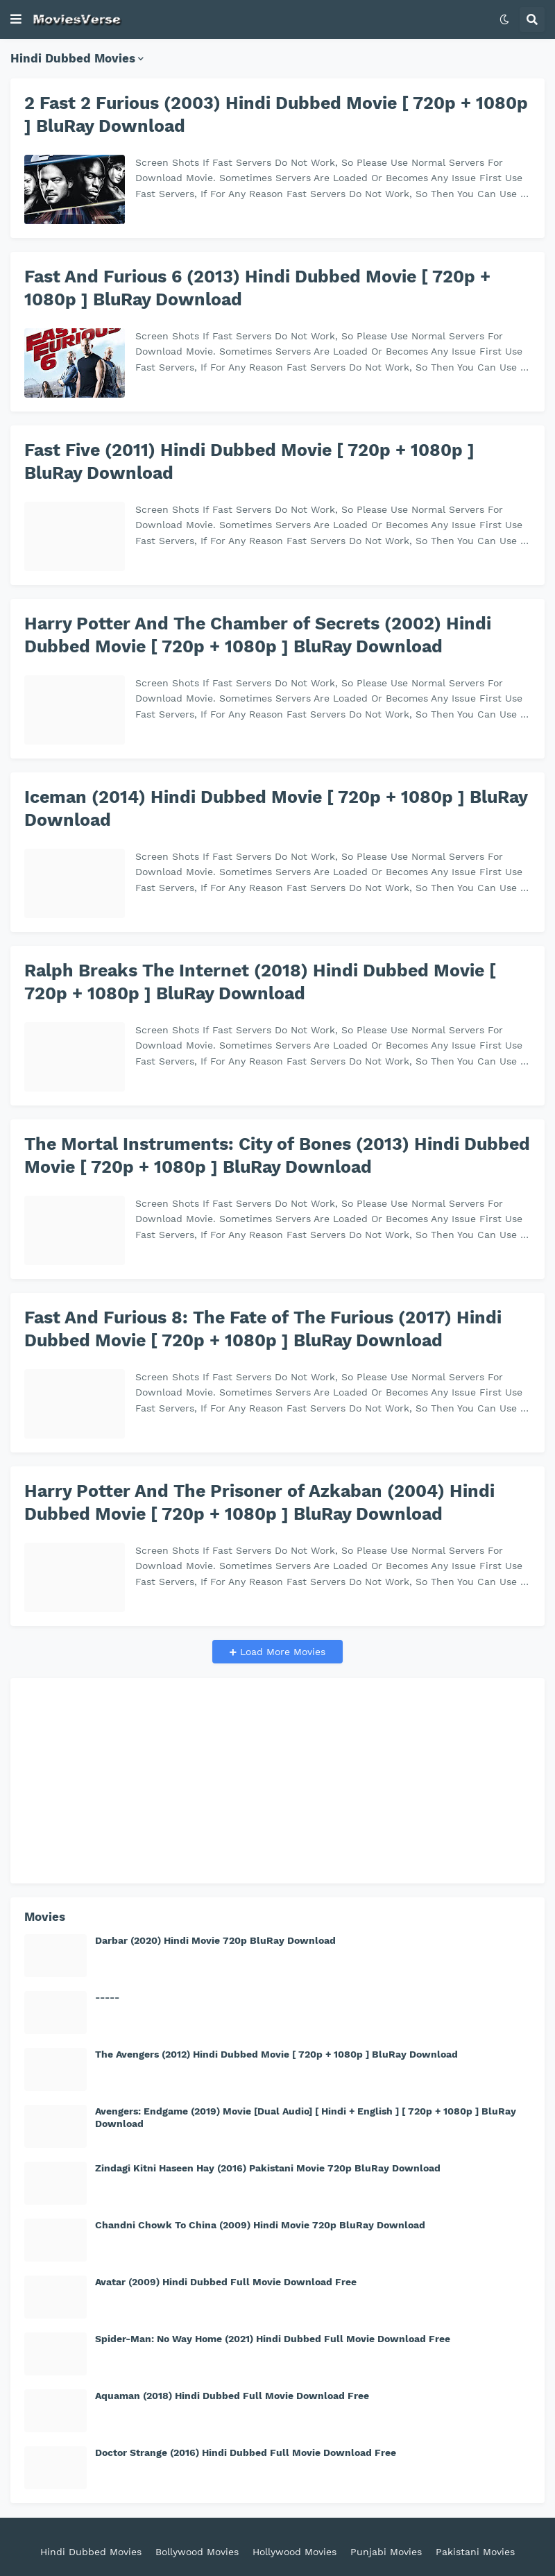 MoviesVerse
Hindi Dubbed Movies
2 Fast 2 Furious (2003) Hindi Dubbed Movie [ 720p + 1080p
] BluRay Download
Screen Shots If Fast Servers Do Not Work, So Please Use Normal Servers For
Download Movie. Sometimes Servers Are Loaded Or Becomes Any Issue First Use
Fast Servers, If For Any Reason Fast Servers Do Not Work, So Then You Can Use ...
Fast And Furious 6 (2013) Hindi Dubbed Movie [ 720p +
1080p ] BluRay Download
FAST
FURIOUS
6
Screen Shots If Fast Servers Do Not Work, So Please Use Normal Servers For
Download Movie. Sometimes Servers Are Loaded Or Becomes Any Issue First Use
Fast Servers, If For Any Reason Fast Servers Do Not Work, So Then You Can Use ...
Fast Five (2011) Hindi Dubbed Movie [ 720p + 1080p ]
BluRay Download
Screen Shots If Fast Servers Do Not Work, So Please Use Normal Servers For
Download Movie. Sometimes Servers Are Loaded Or Becomes Any Issue First Use
Fast Servers, If For Any Reason Fast Servers Do Not Work, So Then You Can Use ...
Harry Potter And The Chamber of Secrets (2002) Hindi
Dubbed Movie [ 720p + 1080p ] BluRay Download
Screen Shots If Fast Servers Do Not Work, So Please Use Normal Servers For
Download Movie. Sometimes Servers Are Loaded Or Becomes Any Issue First Use
Fast Servers, If For Any Reason Fast Servers Do Not Work, So Then You Can Use ...
Iceman (2014) Hindi Dubbed Movie [ 720p + 1080p ] BluRay
Download
Screen Shots If Fast Servers Do Not Work, So Please Use Normal Servers For
Download Movie. Sometimes Servers Are Loaded Or Becomes Any Issue First Use
Fast Servers, If For Any Reason Fast Servers Do Not Work, So Then You Can Use ...
Ralph Breaks The Internet (2018) Hindi Dubbed Movie [
720p + 1080p ] BluRay Download
Screen Shots If Fast Servers Do Not Work, So Please Use Normal Servers For
Download Movie. Sometimes Servers Are Loaded Or Becomes Any Issue First Use
Fast Servers, If For Any Reason Fast Servers Do Not Work, So Then You Can Use ...
The Mortal Instruments: City of Bones (2013) Hindi Dubbed
Movie [ 720p + 1080p ] BluRay Download
Screen Shots If Fast Servers Do Not Work, So Please Use Normal Servers For
Download Movie. Sometimes Servers Are Loaded Or Becomes Any Issue First Use
Fast Servers, If For Any Reason Fast Servers Do Not Work, So Then You Can Use ...
Fast And Furious 8: The Fate of The Furious (2017) Hindi
Dubbed Movie [ 720p + 1080p ] BluRay Download
Screen Shots If Fast Servers Do Not Work, So Please Use Normal Servers For
Download Movie. Sometimes Servers Are Loaded Or Becomes Any Issue First Use
Fast Servers, If For Any Reason Fast Servers Do Not Work, So Then You Can Use ...
Harry Potter And The Prisoner of Azkaban (2004) Hindi
Dubbed Movie [ 720p + 1080p ] BluRay Download
Screen Shots If Fast Servers Do Not Work, So Please Use Normal Servers For
Download Movie. Sometimes Servers Are Loaded Or Becomes Any Issue First Use
Fast Servers, If For Any Reason Fast Servers Do Not Work, So Then You Can Use ...
+ Load More Movies
Movies
Darbar (2020) Hindi Movie 720p BluRay Download
-----
The Avengers (2012) Hindi Dubbed Movie [ 720p + 1080p ] BluRay Download
Avengers: Endgame (2019) Movie [Dual Audio] [ Hindi + English ] [ 720p + 1080p ] BluRay
Download
Zindagi Kitni Haseen Hay (2016) Pakistani Movie 720p BluRay Download
Chandni Chowk To China (2009) Hindi Movie 720p BluRay Download
Avatar (2009) Hindi Dubbed Full Movie Download Free
Spider-Man: No Way Home (2021) Hindi Dubbed Full Movie Download Free
Aquaman (2018) Hindi Dubbed Full Movie Download Free
Doctor Strange (2016) Hindi Dubbed Full Movie Download Free
Hindi Dubbed Movies Bollywood Movies Hollywood Movies Punjabi Movies Pakistani Movies